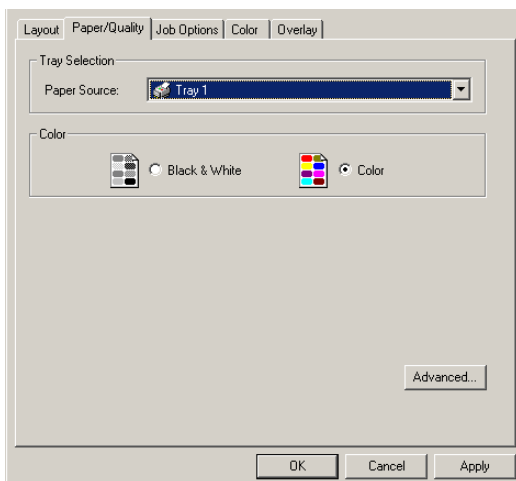 Layout Paper/Quality Job Options Color Overlay
Tray Selection
Paper Source: Tray 1
Color
Black & White Color
Advanced...
OK Cancel Apply